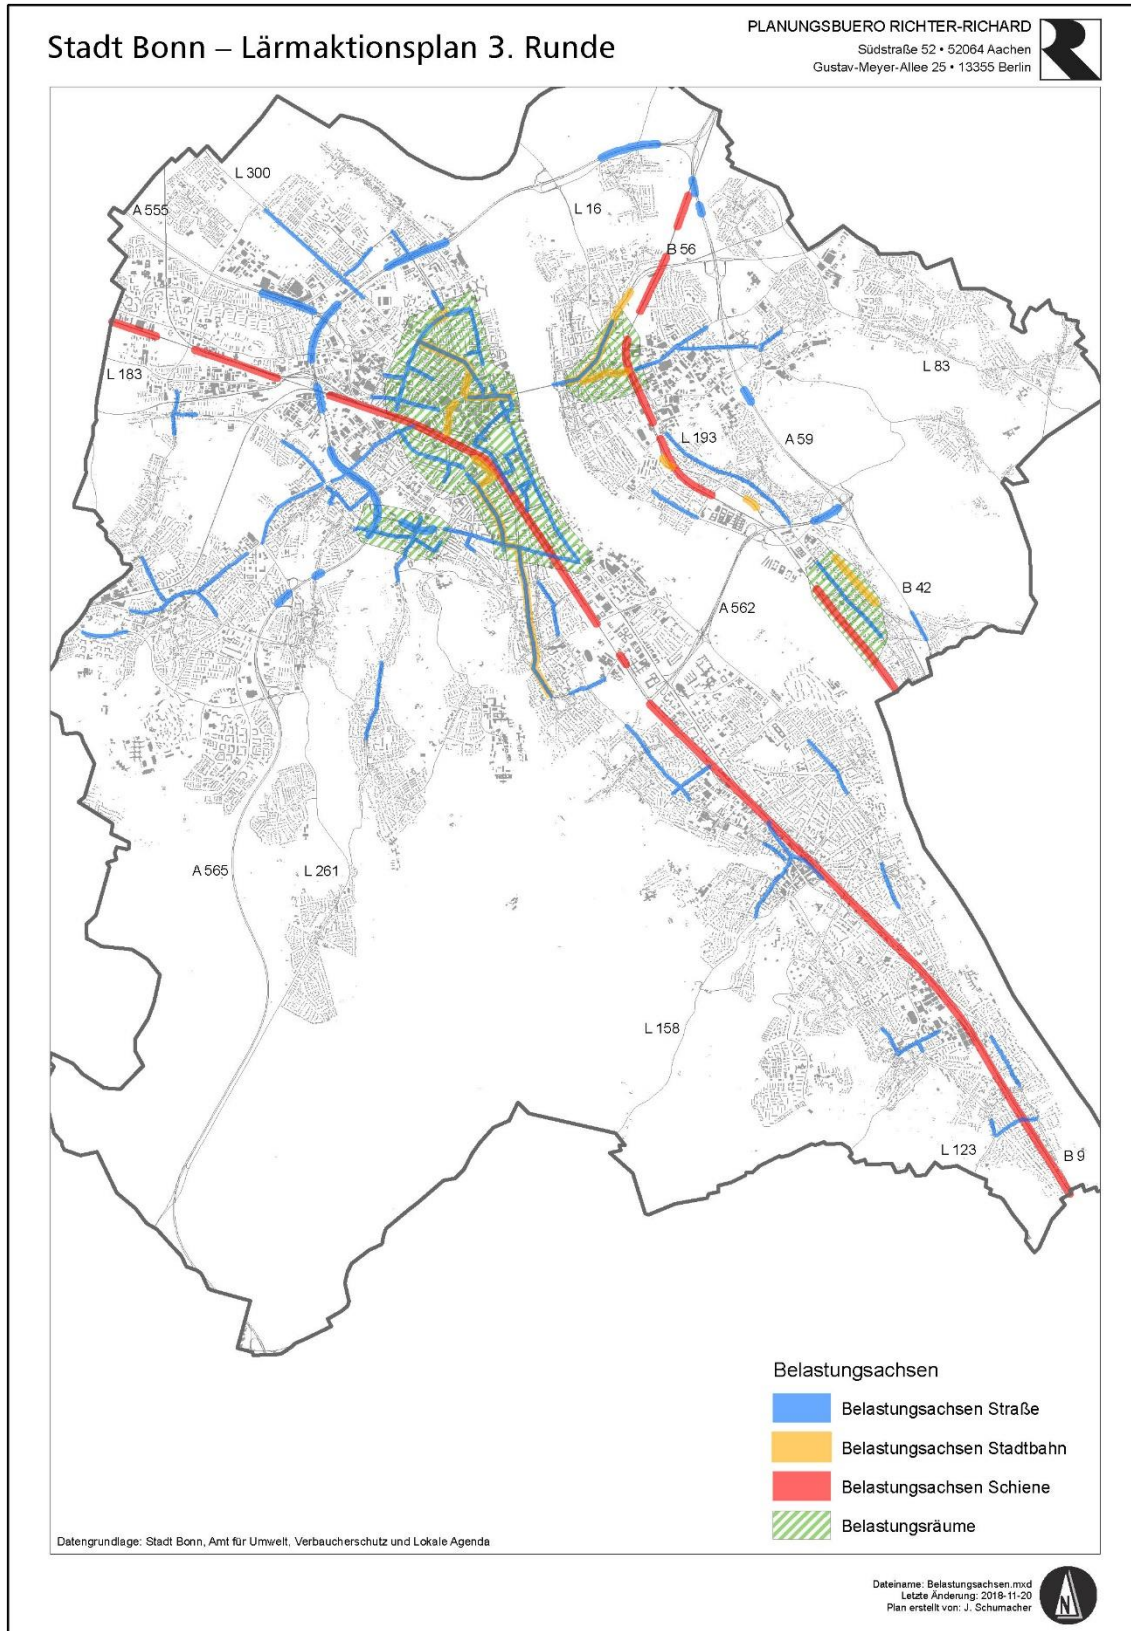 Stadt Bonn – Lärmaktionsplan 3. Runde
PLANUNGSBUERO RICHTER-RICHARD
Südstraße 52 • 52064 Aachen
Gustav-Meyer-Allee 25 • 13355 Berlin
L 300
A 555
L 16
B 56
L 183
L 83
L 193
A 59
A 562
B 42
A 565
L 261
L 158
L 123
B 9
Belastungsachsen
Belastungsachsen Straße
Belastungsachsen Stadtbahn
Belastungsachsen Schiene
Belastungsräume
Datengrundlage: Stadt Bonn, Amt für Umwelt, Verbaucherschutz und Lokale Agenda
Dateiname: Belastungsachsen.mxd
Letzte Änderung: 2018-11-20
Plan erstellt von: J. Schumacher
N